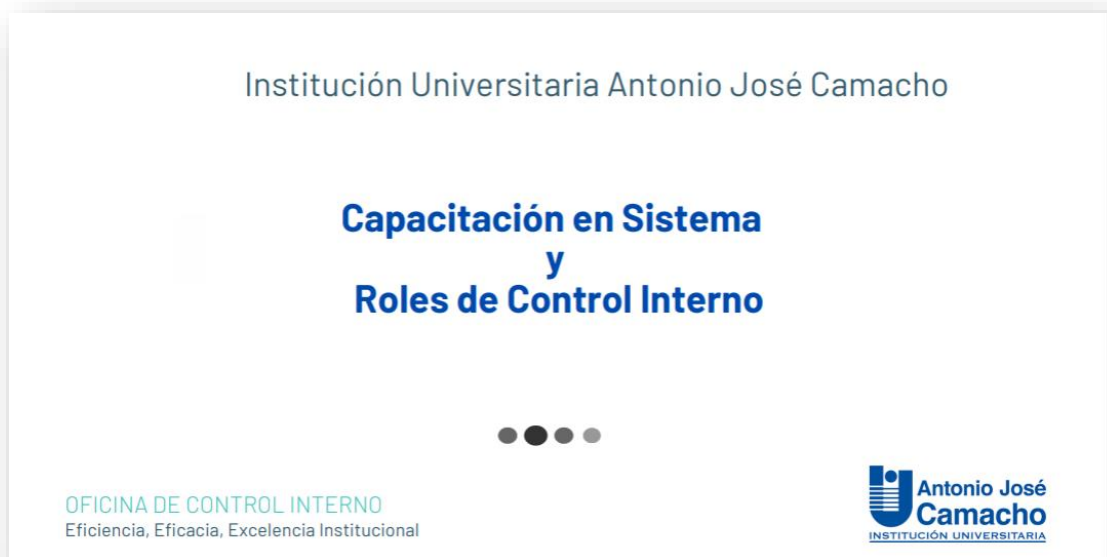 Institución Universitaria Antonio José Camacho
Capacitación en Sistema
y
Roles de Control Interno
OFICINA DE CONTROL INTERNO
Eficiencia, Eficacia, Excelencia Institucional
Antonio José
Camacho
INSTITUCIÓN UNIVERSITARIA